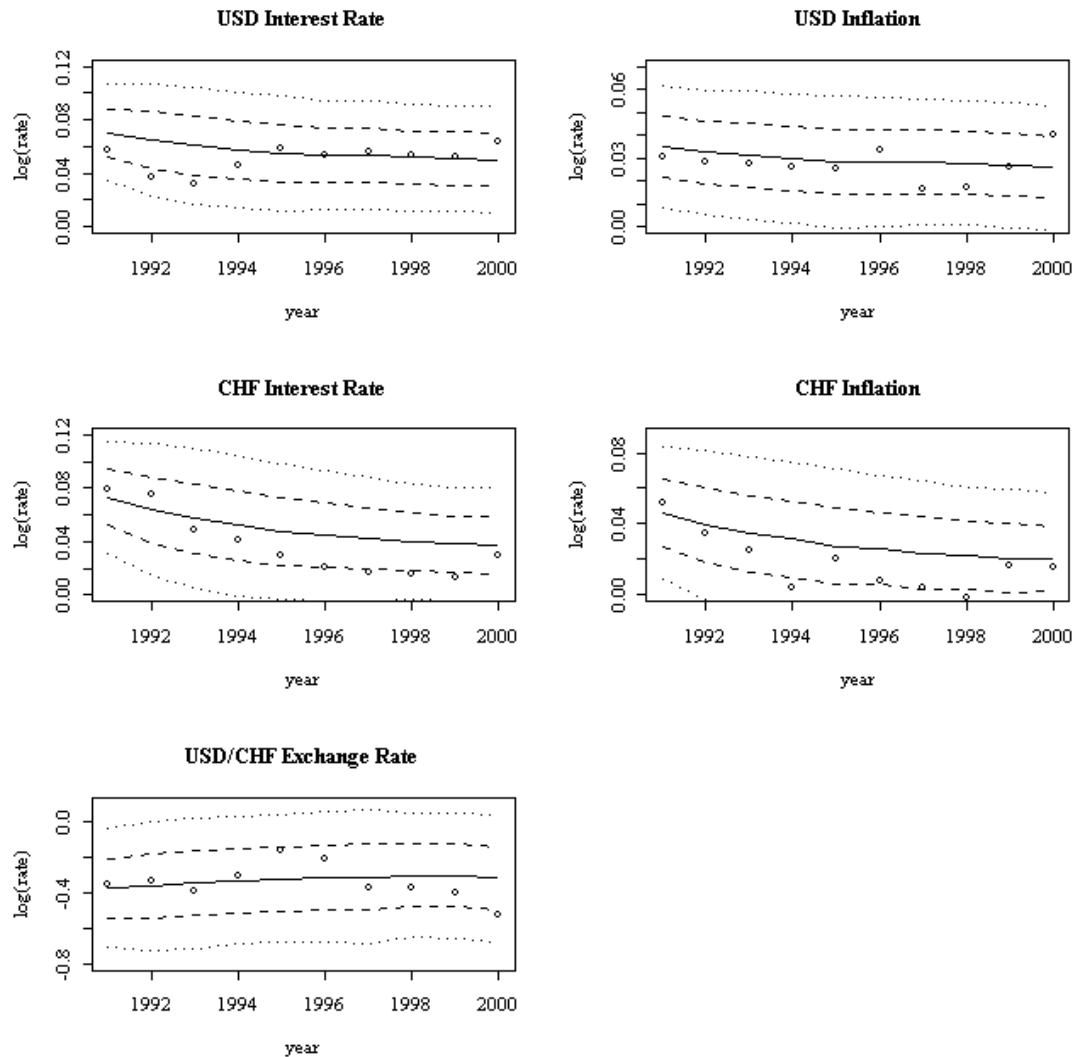 USD Interest Rate
log(rate)
0.00 0.04 0.08 0.12
1992 1994 1996 1998 2000
year
USD Inflation
log(rate)
0.00 0.03 0.06
1992 1994 1996 1998 2000
year
CHF Interest Rate
log(rate)
0.00 0.04 0.08 0.12
1992 1994 1996 1998 2000
year
CHF Inflation
log(rate)
0.00 0.04 0.08
1992 1994 1996 1998 2000
year
USD/CHF Exchange Rate
log(rate)
-0.8 -0.4 0.0
1992 1994 1996 1998 2000
year